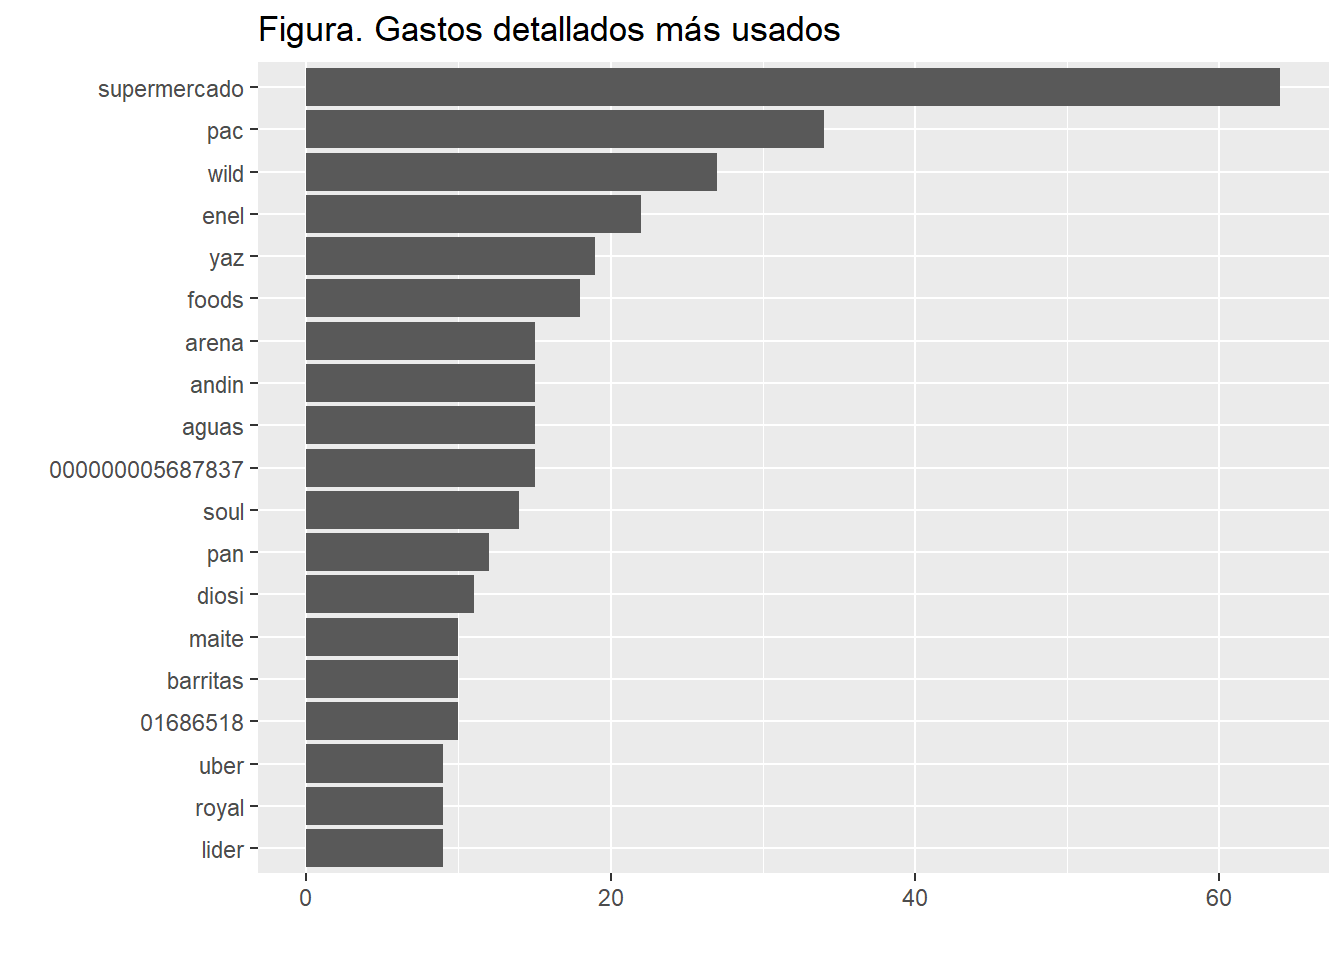 Figura. Gastos detallados más usados
supermercado
pac
wild
enel
yaz
foods
arena
andin
aguas
000000005687837
soul
pan
diosi
maite
barritas
01686518
uber
royal
lider
0 20 40 60